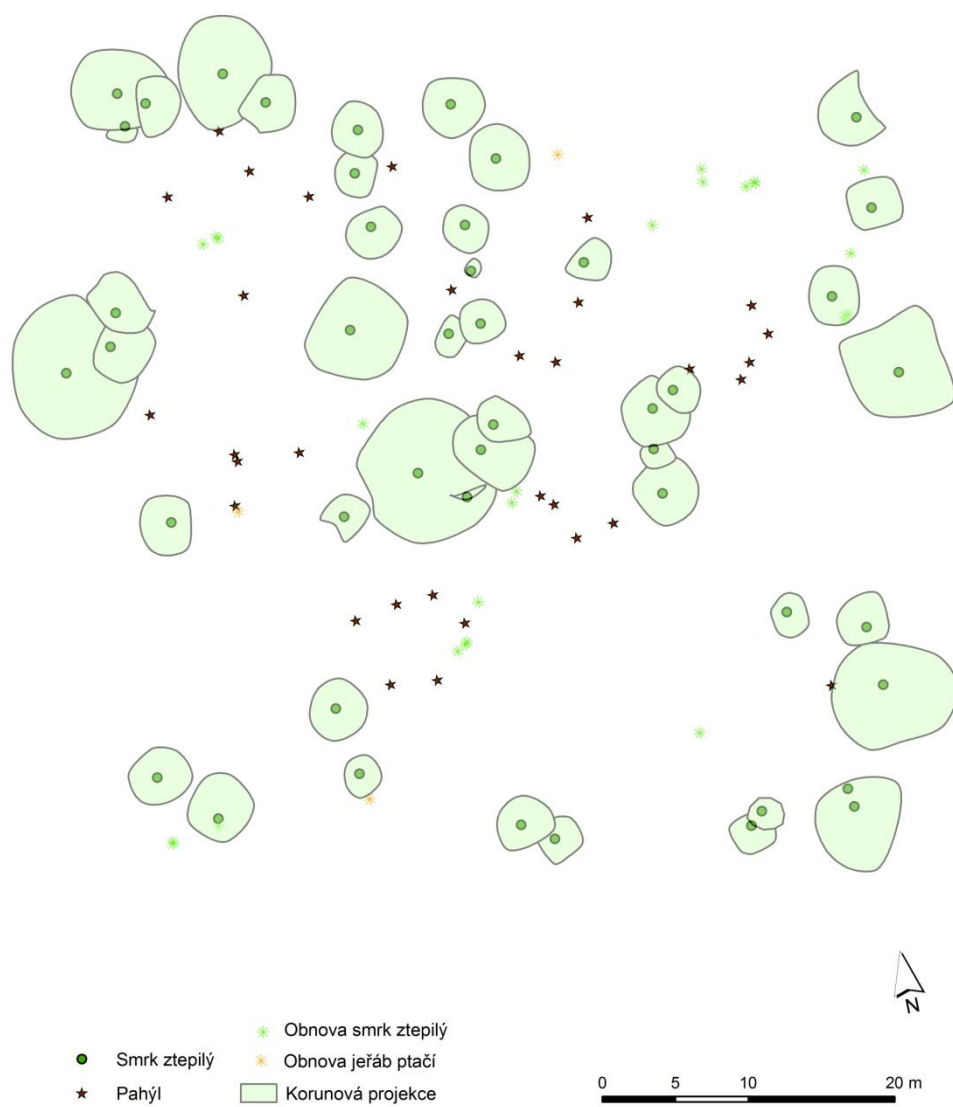 N
Obnova smrk ztepilý
Smrk ztepilý
Obnova jeřáb ptačí
Pahýl
Korunová projekce
0 5 10 20 m